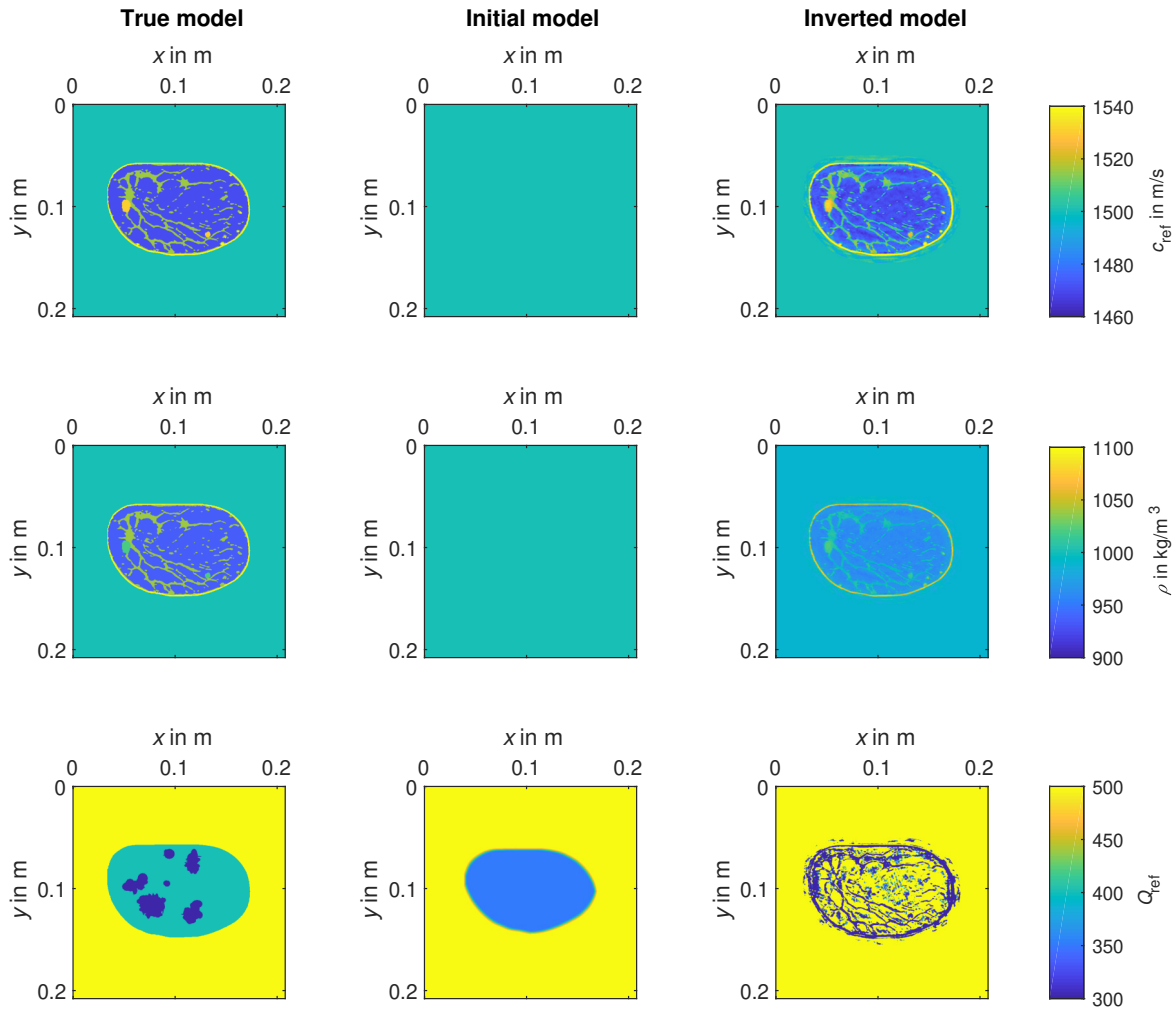 True model Initial model Inverted model
x in m x in m x in m
0 0.1 0.2 0 0.1 0.2 0 0.1 0.2
0 0 0 1540
1520
y in m 0.1 y in m 0.1 y in m 0.1 1500 c_ref in m/s
1480
0.2 0.2 0.2 1460
x in m x in m x in m
0 0.1 0.2 0 0.1 0.2 0 0.1 0.2
0 0 0 1100
1050
y in m 0.1 y in m 0.1 y in m 0.1 1000 ρ in kg/m³
950
0.2 0.2 0.2 900
x in m x in m x in m
0 0.1 0.2 0 0.1 0.2 0 0.1 0.2
0 0 0 500
450
y in m 0.1 y in m 0.1 y in m 0.1 400 Q_ref
350
0.2 0.2 0.2 300